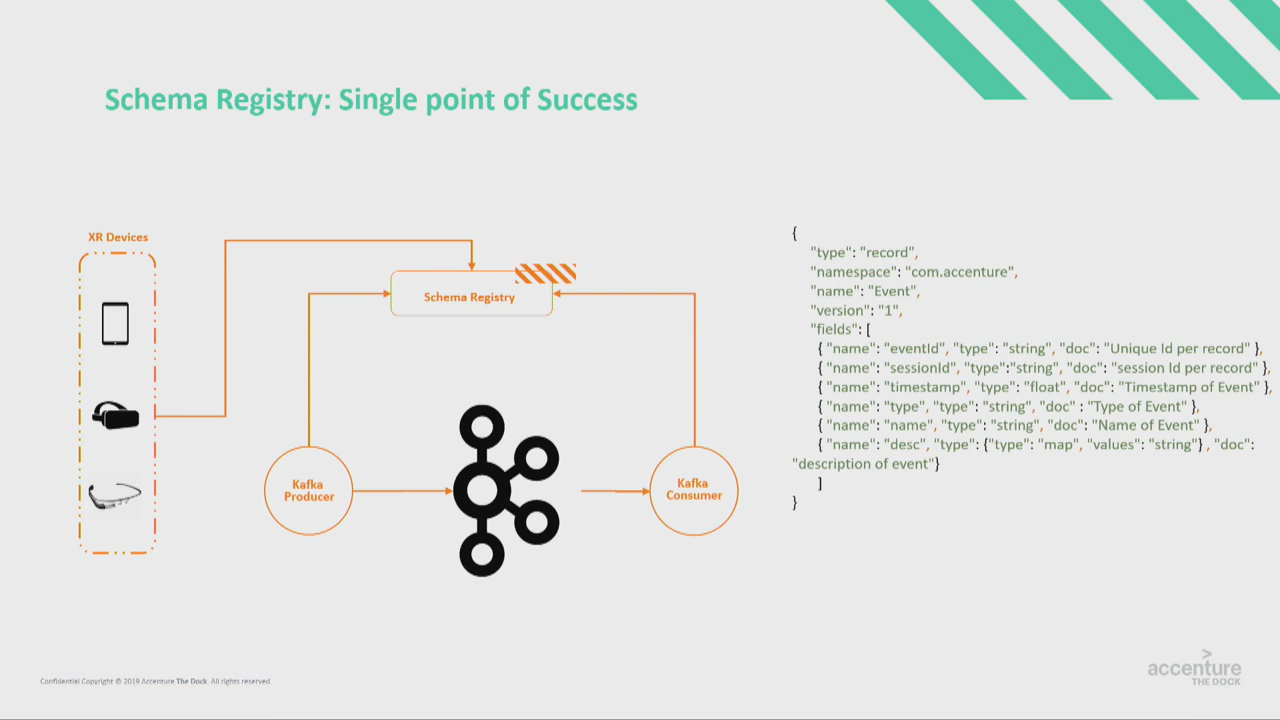 Schema Registry: Single point of Success
XR Devices
Schema Registry
Kafka
Producer
Kafka
Consumer
{
"type": "record",
"namespace": "com.accenture",
"name": "Event",
"version": "1",
"fields": [
{ "name": "eventId", "type": "string", "doc": "Unique Id per record" },
{ "name": "sessionId", "type":"string", "doc": "session Id per record" },
{ "name": "timestamp", "type": "float", "doc": "Timestamp of Event" },
{ "name": "type", "type": "string", "doc" : "Type of Event" },
{ "name": "name", "type": "string", "doc": "Name of Event" },
{ "name": "desc", "type": {"type": "map", "values": "string"} , "doc":
"description of event"}
]
}
Confidential Copyright © 2019 Accenture The Dock. All rights reserved.
accenture
THE DOCK